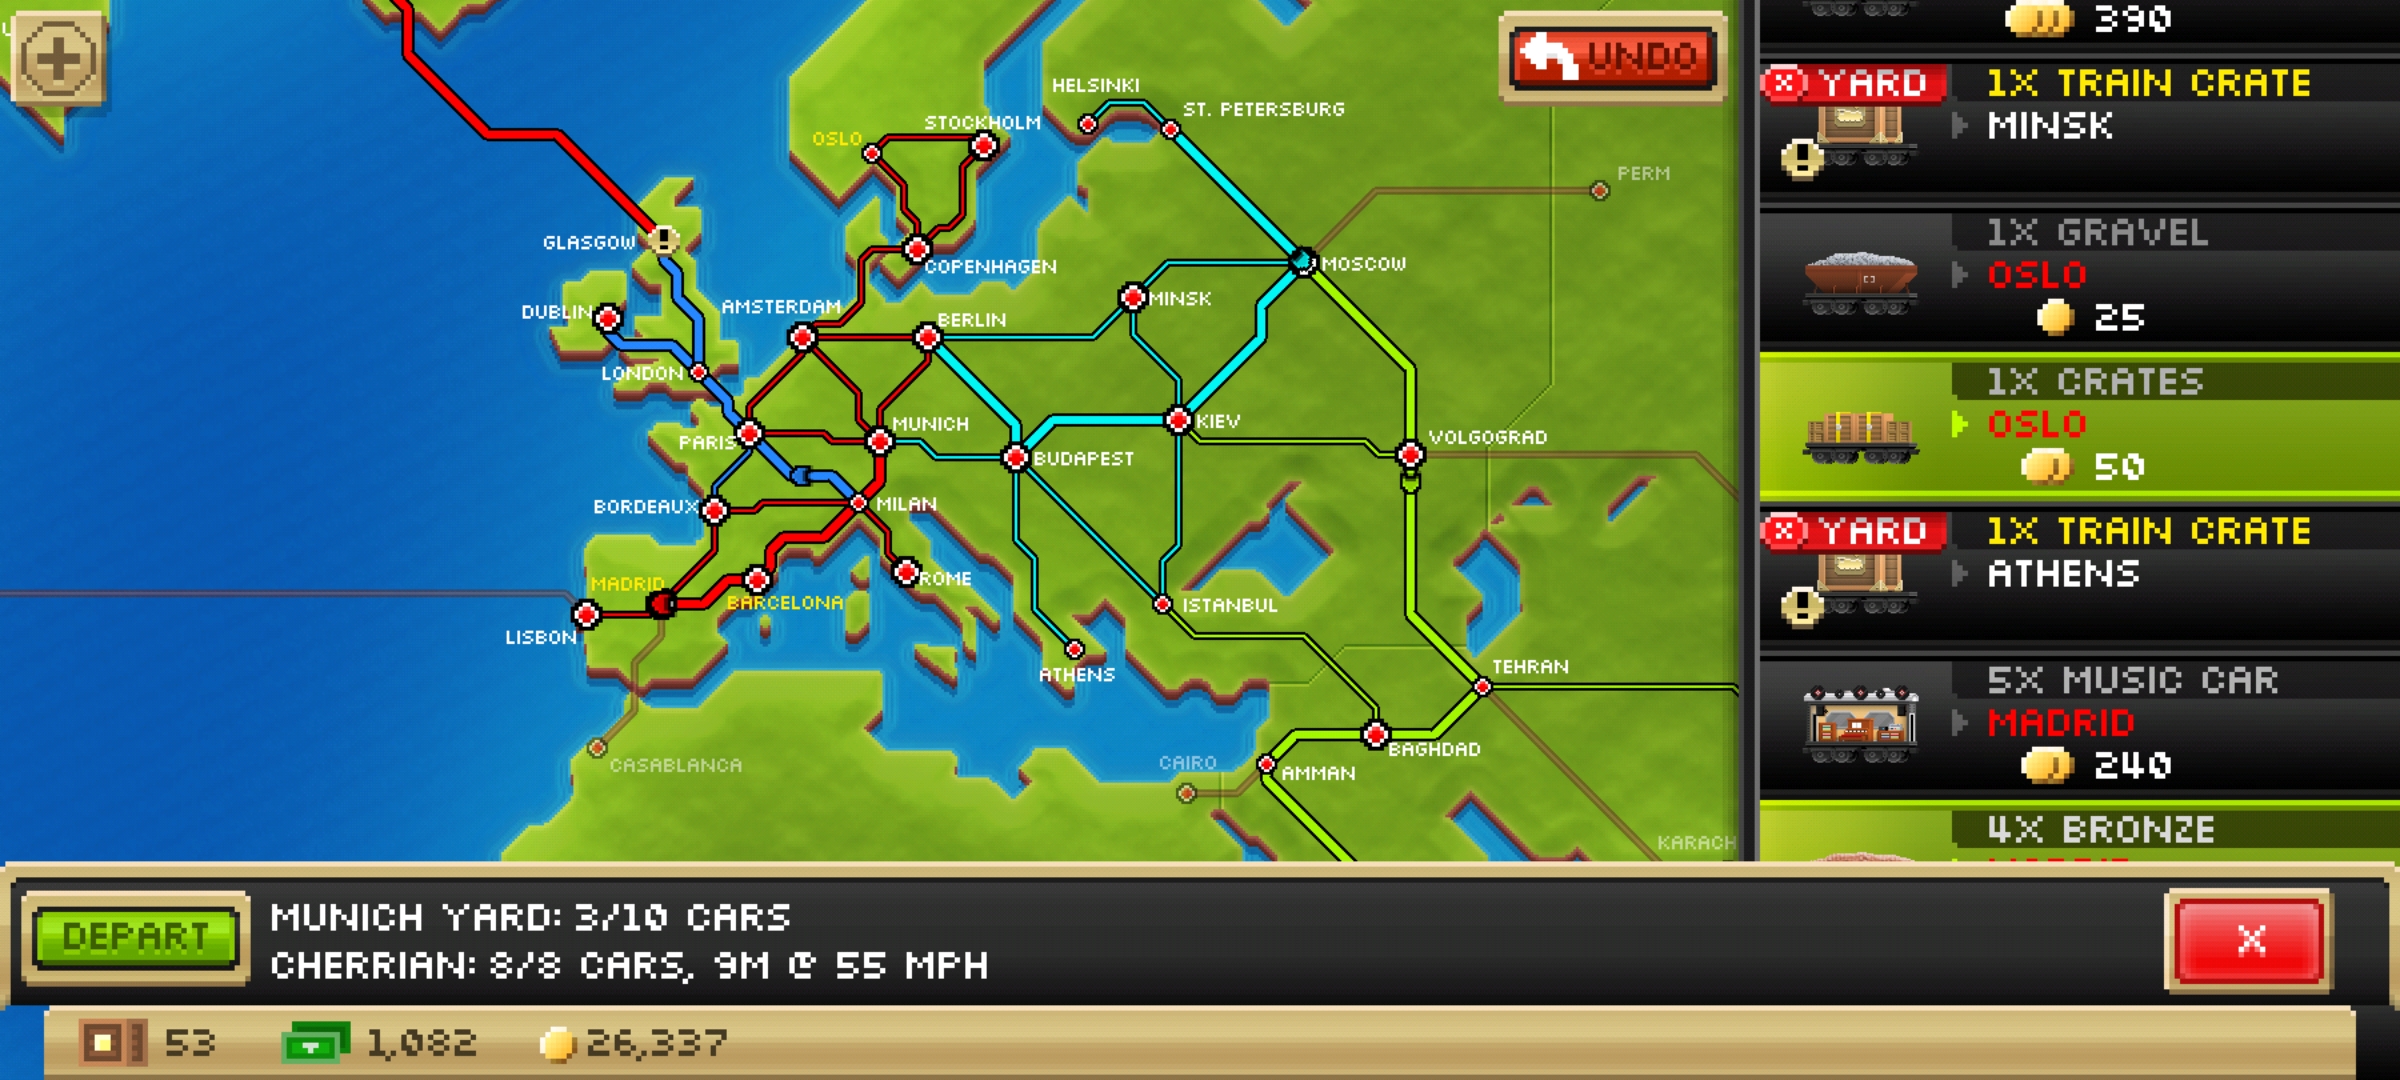 390
UNDO
HELSINKI
ST. PETERSBURG
YARD
1X TRAIN CRATE
MINSK
STOCKHOLM
OSLO
PERM
1X GRAVEL
OSLO
25
GLASGOW
COPENHAGEN
MOSCOW
DUBLIN
AMSTERDAM
BERLIN
MINSK
LONDON
1X CRATES
OSLO
50
PARIS
MUNICH
KIEV
VOLGOGRAD
BUDAPEST
BORDEAUX
MILAN
YARD
1X TRAIN CRATE
ATHENS
MADRID
BARCELONA
ROME
ISTANBUL
LISBON
ATHENS
TEHRAN
5X MUSIC CAR
MADRID
240
CASABLANCA
CAIRO
AMMAN
BAGHDAD
KARACH
4X BRONZE
DEPART
MUNICH YARD: 3/10 CARS
CHERRIAN: 8/8 CARS, 9M @ 55 MPH
X
53
1,082
26,337